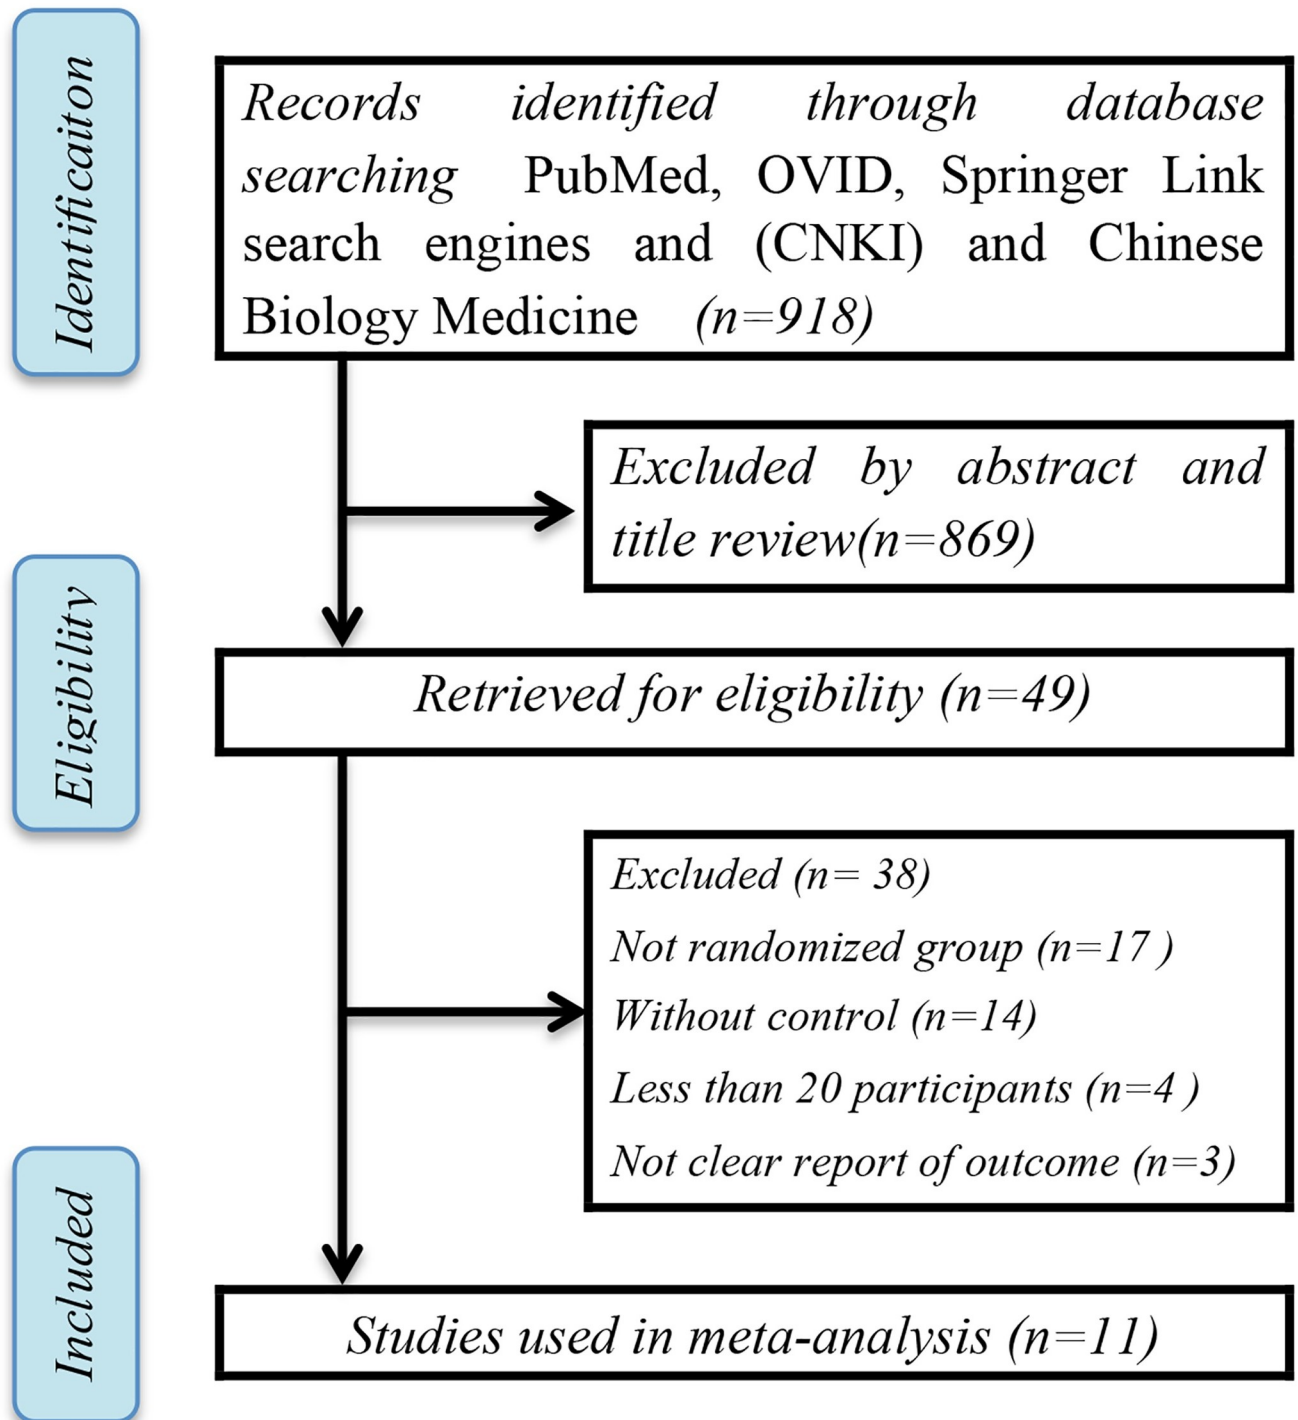 Identificaiton
Records identified through database
searching PubMed, OVID, Springer Link
search engines and (CNKI) and Chinese
Biology Medicine (n=918)
Excluded by abstract and
title review(n=869)
Eligibility
Retrieved for eligibility (n=49)
Excluded (n= 38)
Not randomized group (n=17 )
Without control (n=14)
Less than 20 participants (n=4 )
Not clear report of outcome (n=3)
Included
Studies used in meta-analysis (n=11)